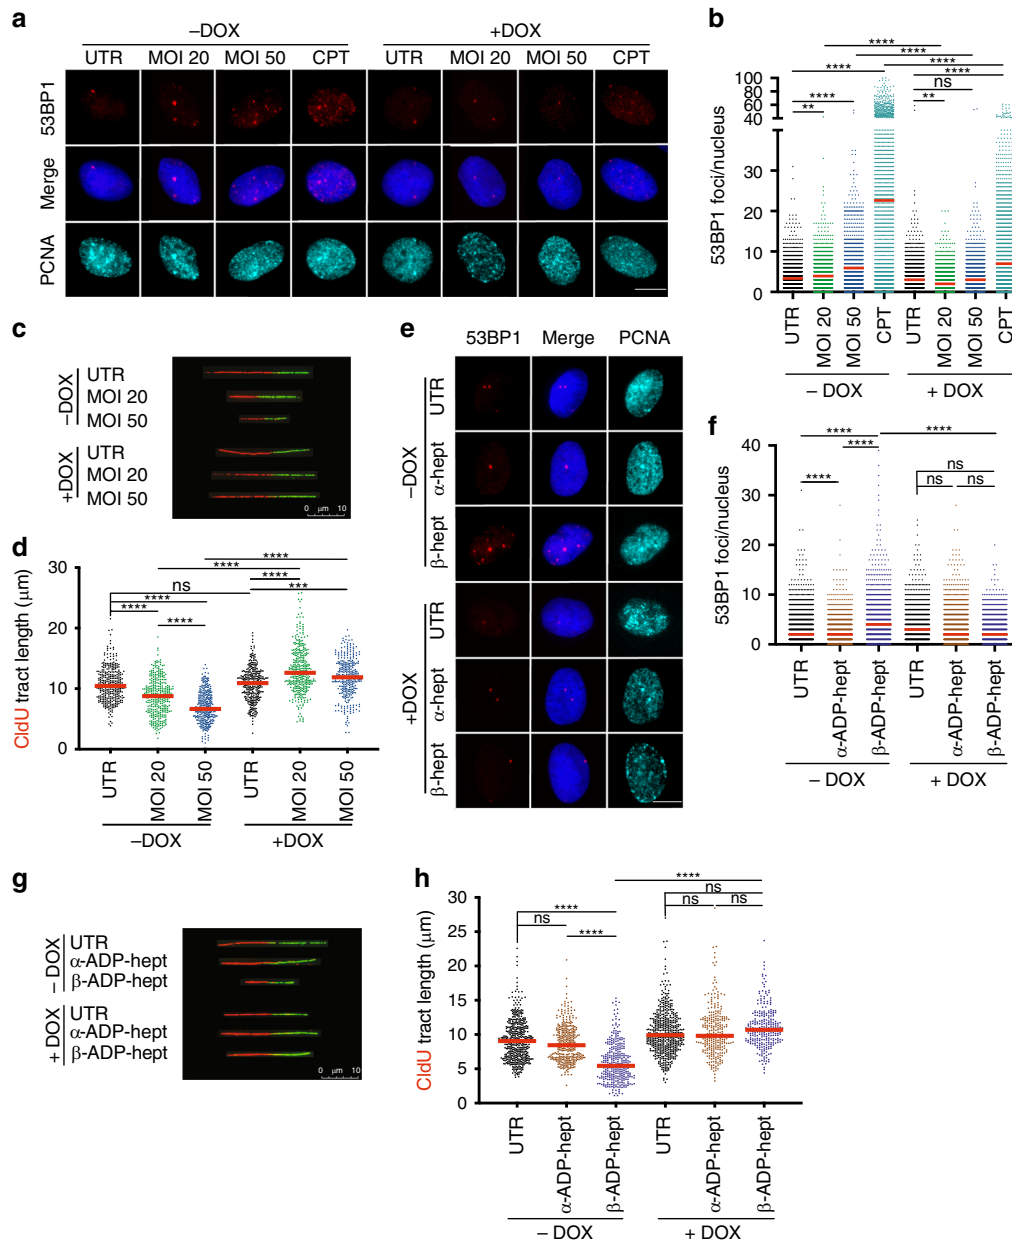 a
–DOX
+DOX
UTR MOI 20 MOI 50 CPT UTR MOI 20 MOI 50 CPT
53BP1
Merge
PCNA
b
****
****
****
****
****
****
ns
**
**
53BP1 foci/nucleus
100
80
60
40
30
20
10
0
UTR MOI 20 MOI 50 CPT UTR MOI 20 MOI 50 CPT
– DOX
+ DOX
c
–DOX
UTR
MOI 20
MOI 50
+DOX
UTR
MOI 20
MOI 50
0 µm 10
d
****
****
ns
****
****
***
****
****
CldU tract length (µm)
30
20
10
0
UTR MOI 20 MOI 50 UTR MOI 20 MOI 50
–DOX
+DOX
e
53BP1 Merge PCNA
–DOX
UTR
α-hept
β-hept
+DOX
UTR
α-hept
β-hept
f
****
****
****
****
ns
ns
ns
53BP1 foci/nucleus
40
30
20
10
0
UTR α-ADP-hept β-ADP-hept UTR α-ADP-hept β-ADP-hept
– DOX
+ DOX
g
– DOX
UTR
α-ADP-hept
β-ADP-hept
+ DOX
UTR
α-ADP-hept
β-ADP-hept
0 µm 10
h
****
****
ns
ns
****
ns
ns
CldU tract length (µm)
30
25
20
15
10
5
0
UTR α-ADP-hept β-ADP-hept UTR α-ADP-hept β-ADP-hept
– DOX
+ DOX